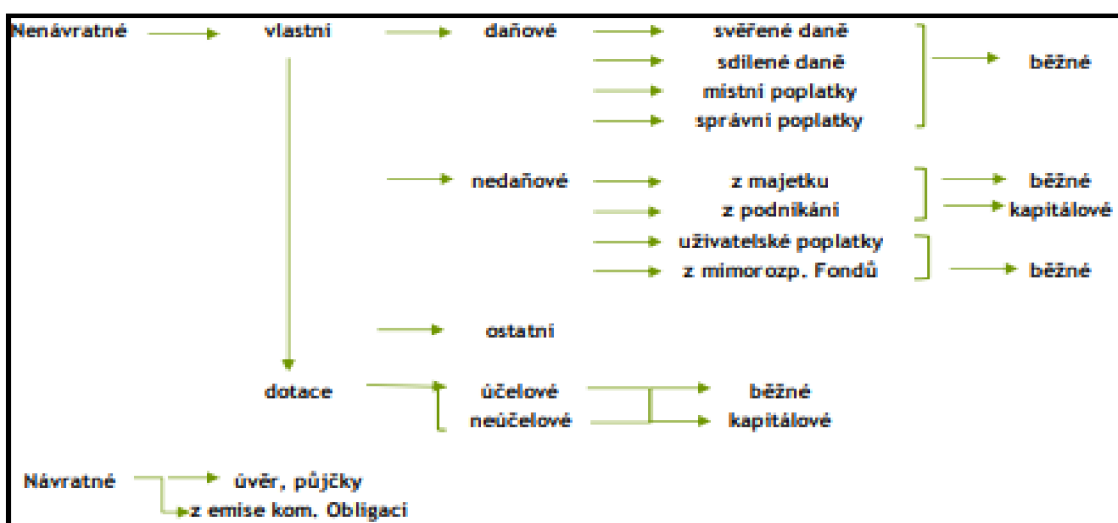 Nenávratné vlastní daňové svěřené daně
sdílené daně běžné
místní poplatky
správní poplatky
nedaňové z majetku běžné
z podnikání kapitálové
uživatelské poplatky
z mimorozp. Fondů běžné
ostatní
dotace účelové běžné
neúčelové kapitálové
Návratné úvěr, půjčky
z emise kom. Obligací